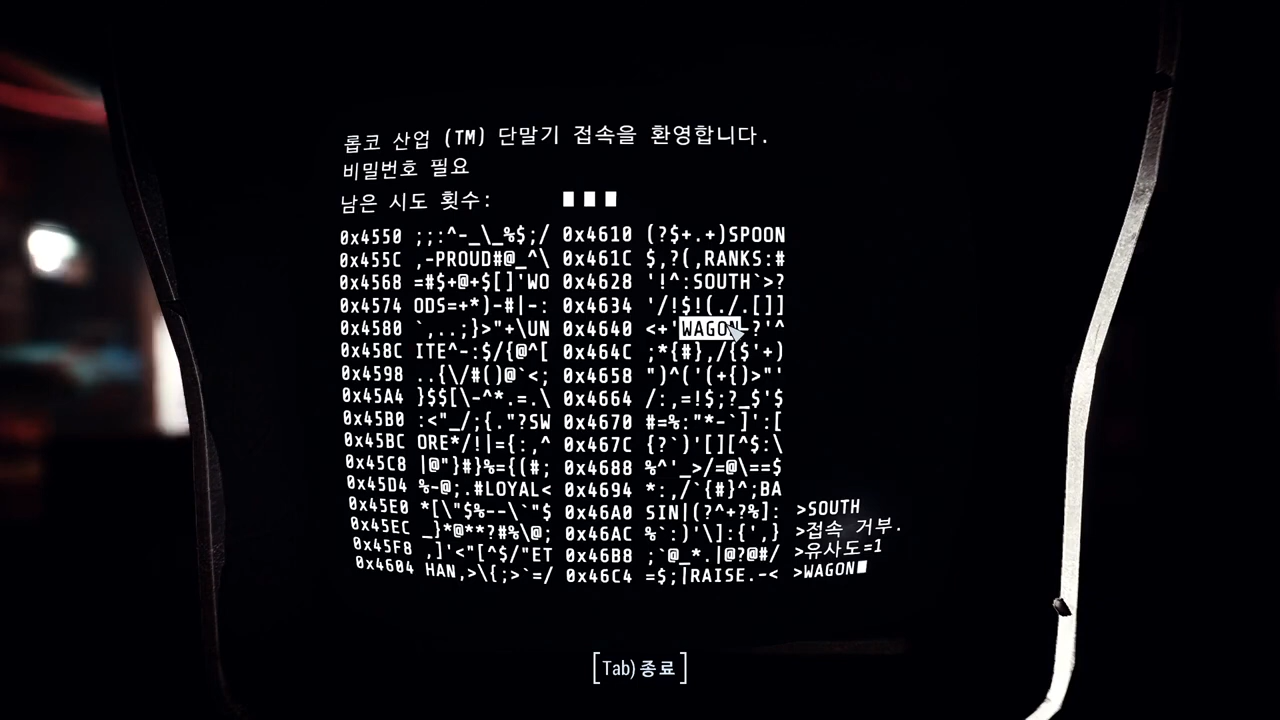 롭코 산업 (TM) 단말기 접속을 환영합니다.
비밀번호 필요
남은 시도 횟수: ■ ■ ■
0x4550 ;;:^-_\_%$;/ 0x4610 (?$+.+)SPOON
0x455C ,-PROUD#@_^\ 0x461C $,?(,RANKS:#
0x4568 =#$+@+$[]'WO 0x4628 '!^:SOUTH`>?
0x4574 ODS=+*)-#|-: 0x4634 '/!$!(./.[]]
0x4580 `,..;}>"+\UN 0x4640 <+'WAGON-?'^
0x458C ITE^-:$/{@^[ 0x464C ;*{#},/{$'+)
0x4598 ..{\/#()@`<; 0x4658 ")^('(+{)>"'
0x45A4 }$$[\-^*.=.\ 0x4664 /:,=!$;?_$'$
0x45B0 :<"_/;{."?SW 0x4670 #=%:"*-`]':[
0x45BC ORE*/!|={:,^ 0x467C {?`)'[][^$:\
0x45C8 |@"}#}%={(#; 0x4688 %^'_>/=@\==$
0x45D4 %-@;.#LOYAL< 0x4694 *:,/`{#}^;BA
0x45E0 *[\"$%--\`"$ 0x46A0 SIN|(?^+?%]: >SOUTH
0x45EC _}*@**?#%\@; 0x46AC %`:)'\]:{',} >접속 거부.
0x45F8 ,]'<"[^$/"ET 0x46B8 ;`@_*.|@?@#/ >유사도=1
0x4604 HAN,>\{;>`=/ 0x46C4 =$;|RAISE.-< >WAGON■
[Tab) 종료]